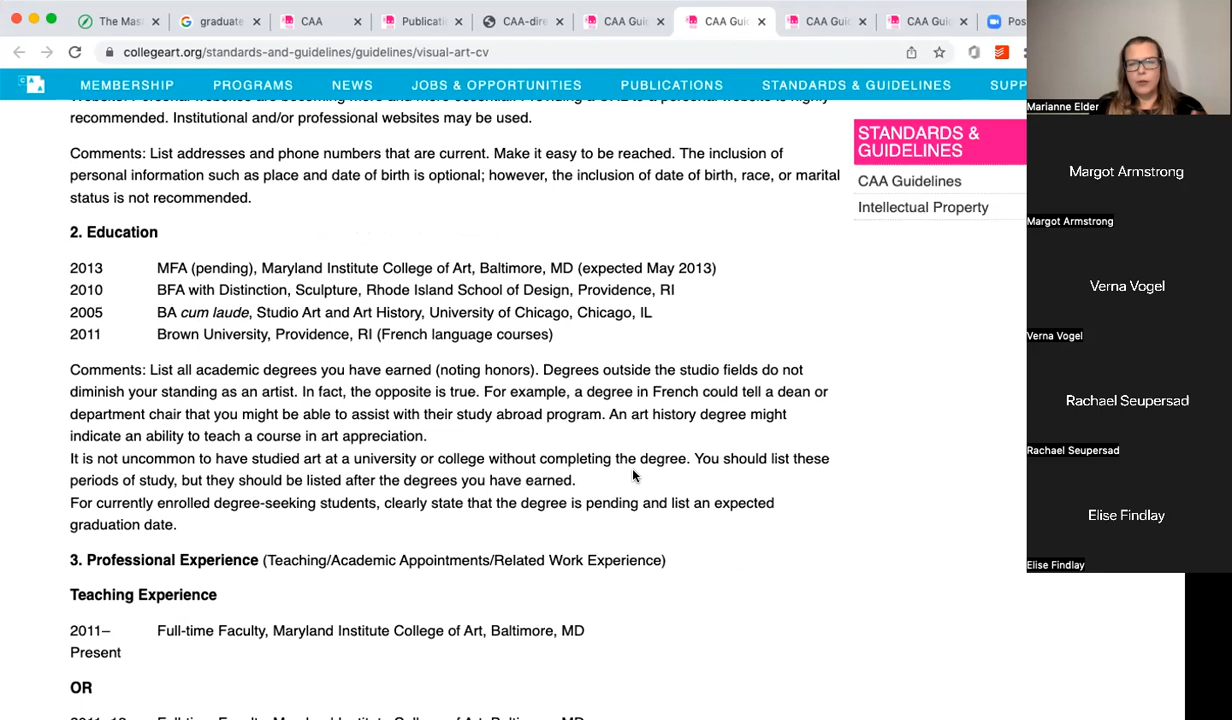 The Mas
graduate
CAA
Publicati
CAA-dire
CAA Gui
CAA Gui
CAA Gui
CAA Gui
Pos
collegeart.org/standards-and-guidelines/guidelines/visual-art-cv
CAA
MEMBERSHIP
PROGRAMS
NEWS
JOBS & OPPORTUNITIES
PUBLICATIONS
STANDARDS & GUIDELINES
SUPP
recommended. Institutional and/or professional websites may be used.
Comments: List addresses and phone numbers that are current. Make it easy to be reached. The inclusion of
personal information such as place and date of birth is optional; however, the inclusion of date of birth, race, or marital
status is not recommended.
2. Education
2013 MFA (pending), Maryland Institute College of Art, Baltimore, MD (expected May 2013)
2010 BFA with Distinction, Sculpture, Rhode Island School of Design, Providence, RI
2005 BA cum laude, Studio Art and Art History, University of Chicago, Chicago, IL
2011 Brown University, Providence, RI (French language courses)
Comments: List all academic degrees you have earned (noting honors). Degrees outside the studio fields do not
diminish your standing as an artist. In fact, the opposite is true. For example, a degree in French could tell a dean or
department chair that you might be able to assist with their study abroad program. An art history degree might
indicate an ability to teach a course in art appreciation.
It is not uncommon to have studied art at a university or college without completing the degree. You should list these
periods of study, but they should be listed after the degrees you have earned.
For currently enrolled degree-seeking students, clearly state that the degree is pending and list an expected
graduation date.
3. Professional Experience (Teaching/Academic Appointments/Related Work Experience)
Teaching Experience
2011– Full-time Faculty, Maryland Institute College of Art, Baltimore, MD
Present
OR
STANDARDS &
GUIDELINES
CAA Guidelines
Intellectual Property
Marianne Elder
Margot Armstrong
Margot Armstrong
Verna Vogel
Verna Vogel
Rachael Seupersad
Rachael Seupersad
Elise Findlay
Elise Findlay